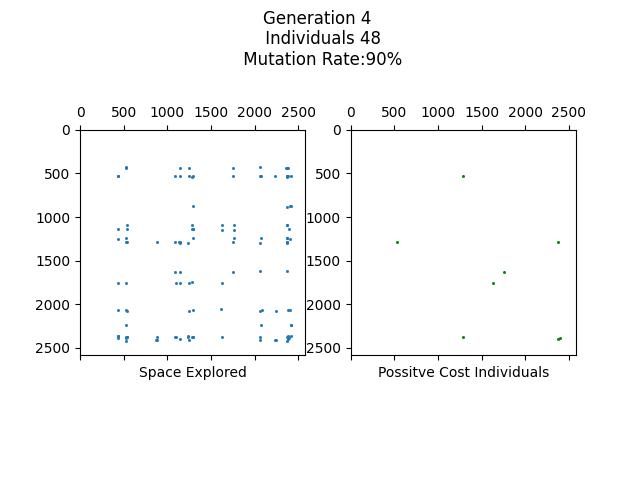 Generation 4
Individuals 48
Mutation Rate:90%
0 500 1000 1500 2000 2500
0 500 1000 1500 2000 2500
0
500
1000
1500
2000
2500
0
500
1000
1500
2000
2500
Space Explored
Possitve Cost Individuals